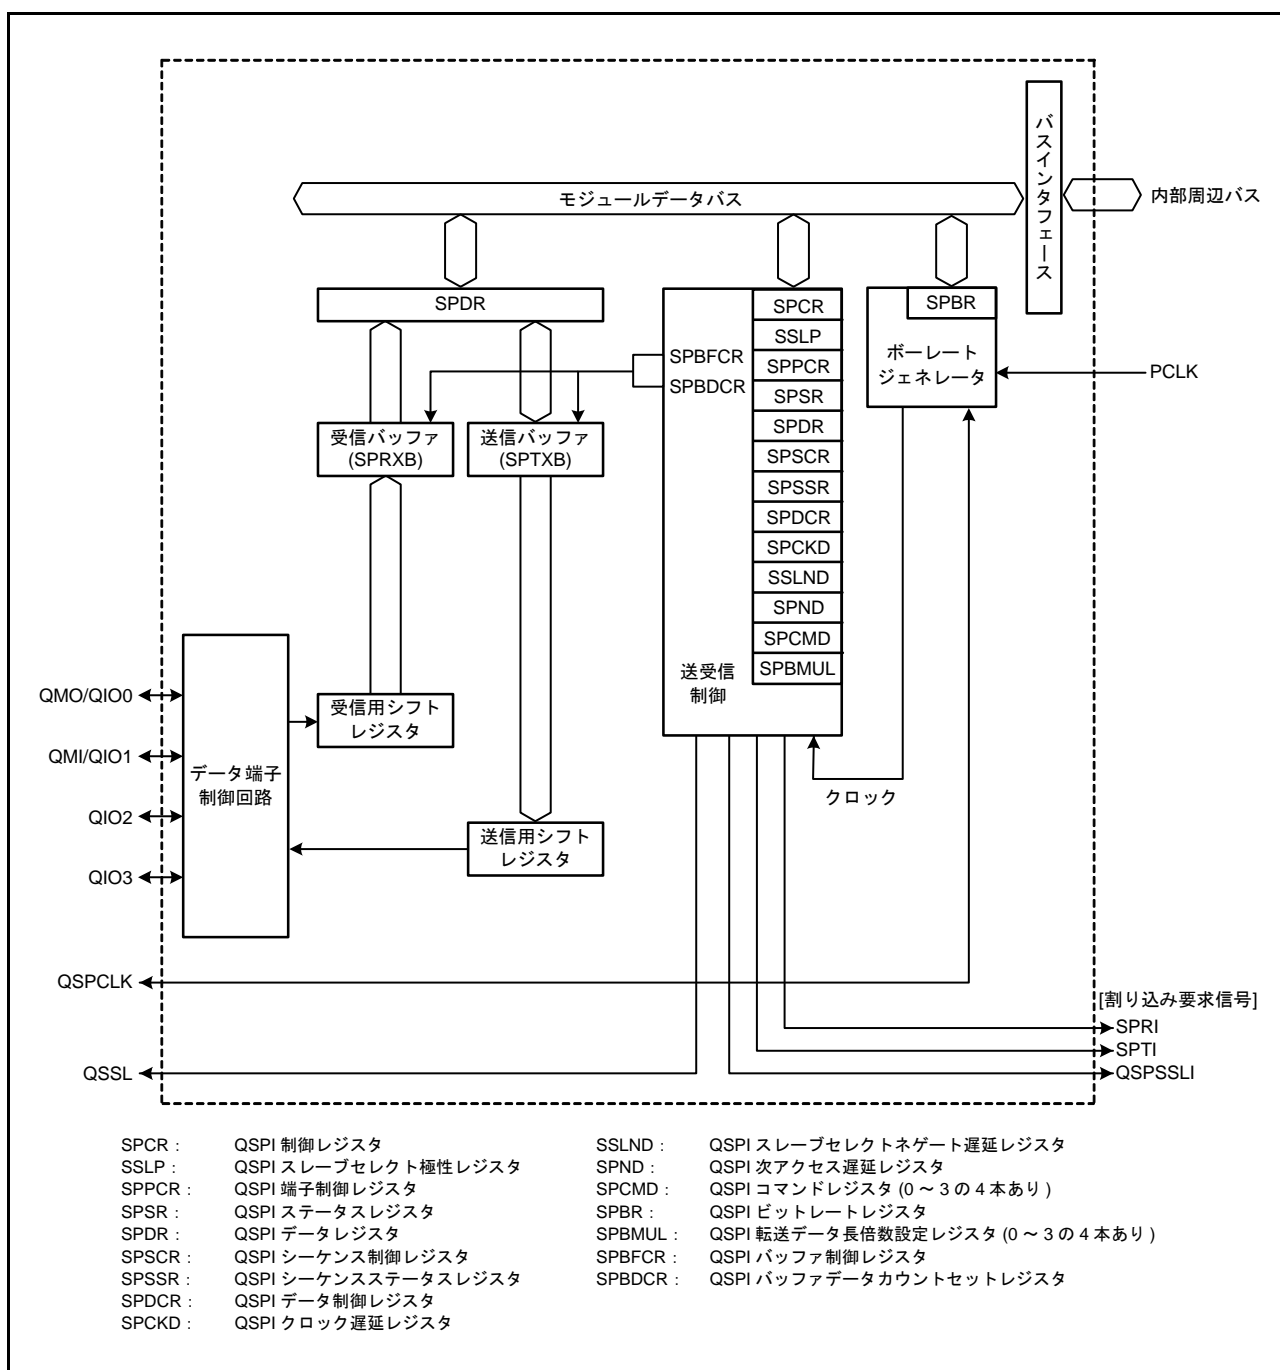 バスインタフェース
モジュールデータバス
内部周辺バス
SPDR
SPCR
SSLP
SPPCR
SPSR
SPDR
SPSCR
SPSSR
SPDCR
SPCKD
SSLND
SPND
SPCMD
SPBMUL
SPBFCR
SPBDCR
送受信
制御
SPBR
ボーレート
ジェネレータ
PCLK
受信バッファ
(SPRXB)
送信バッファ
(SPTXB)
QMO/QIO0
QMI/QIO1
QIO2
QIO3
データ端子
制御回路
受信用シフト
レジスタ
送信用シフト
レジスタ
クロック
QSPCLK
QSSL
[割り込み要求信号]
SPRI
SPTI
QSPSSLI
SPCR : QSPI 制御レジスタ
SSLP : QSPI スレーブセレクト極性レジスタ
SPPCR : QSPI 端子制御レジスタ
SPSR : QSPI ステータスレジスタ
SPDR : QSPI データレジスタ
SPSCR : QSPI シーケンス制御レジスタ
SPSSR : QSPI シーケンスステータスレジスタ
SPDCR : QSPI データ制御レジスタ
SPCKD : QSPI クロック遅延レジスタ
SSLND : QSPI スレーブセレクトネゲート遅延レジスタ
SPND : QSPI 次アクセス遅延レジスタ
SPCMD : QSPI コマンドレジスタ (0 ～ 3 の 4 本あり )
SPBR : QSPI ビットレートレジスタ
SPBMUL : QSPI 転送データ長倍数設定レジスタ (0 ～ 3 の 4 本あり )
SPBFCR : QSPI バッファ制御レジスタ
SPBDCR : QSPI バッファデータカウントセットレジスタ